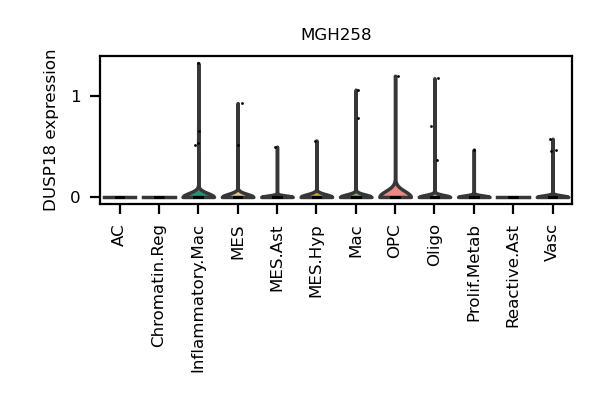 MGH258
DUSP18 expression
1
0
AC
Chromatin.Reg
Inflammatory.Mac
MES
MES.Ast
MES.Hyp
Mac
OPC
Oligo
Prolif.Metab
Reactive.Ast
Vasc